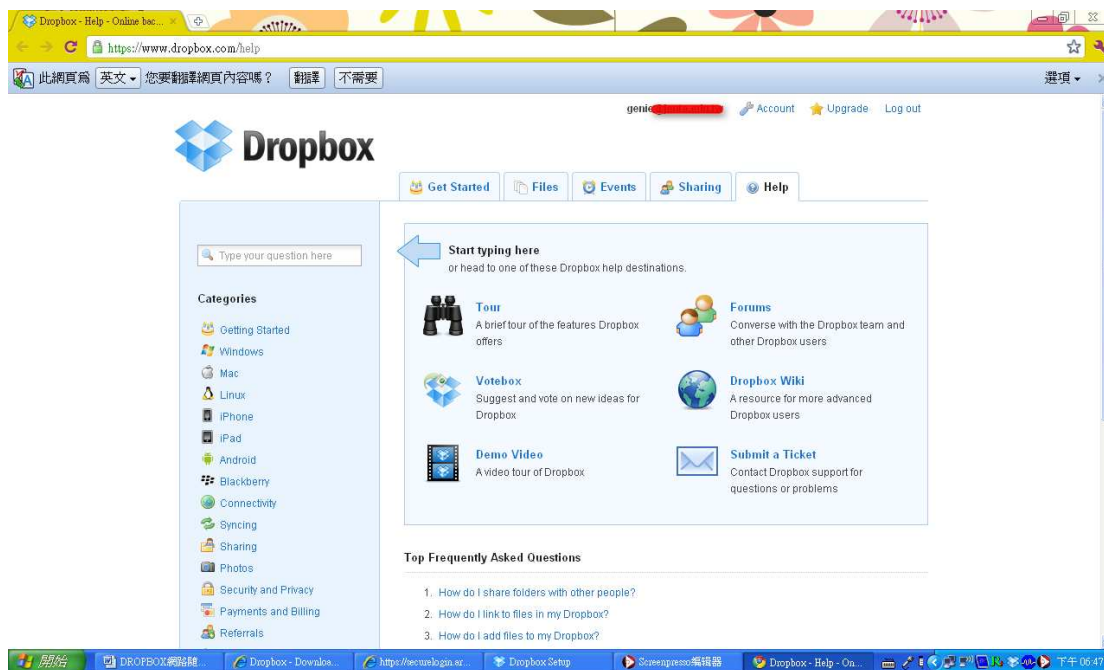 Dropbox - Help - Online bac...
https://www.dropbox.com/help
此網頁為 英文 您要翻譯網頁內容嗎？ 翻譯 不需要 選項
genie Account Upgrade Log out
Dropbox
Get Started Files Events Sharing Help
Type your question here
Start typing here
or head to one of these Dropbox help destinations.
Categories
Getting Started
Windows
Mac
Linux
iPhone
iPad
Android
Blackberry
Connectivity
Syncing
Sharing
Photos
Security and Privacy
Payments and Billing
Referrals
Tour
A brief tour of the features Dropbox
offers
Forums
Converse with the Dropbox team and
other Dropbox users
Votebox
Suggest and vote on new ideas for
Dropbox
Dropbox Wiki
A resource for more advanced
Dropbox users
Demo Video
A video tour of Dropbox
Submit a Ticket
Contact Dropbox support for
questions or problems
Top Frequently Asked Questions
1. How do I share folders with other people?
2. How do I link to files in my Dropbox?
3. How do I add files to my Dropbox?
開始 DROPBOX網路... Dropbox - Downloa... https://securelogin.ar... Dropbox Setup Screenpresso編輯器 Dropbox - Help - On... 下午 06:47